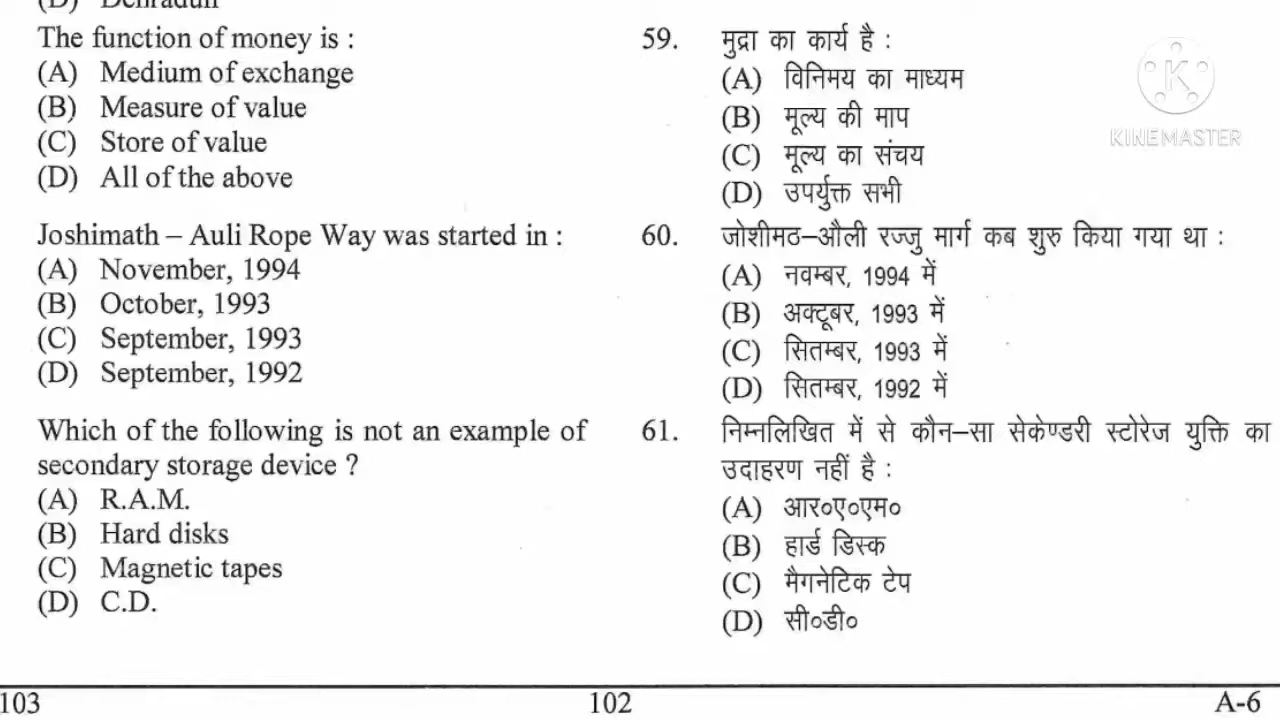 (D) Dehradun
The function of money is :
(A) Medium of exchange
(B) Measure of value
(C) Store of value
(D) All of the above
Joshimath – Auli Rope Way was started in :
(A) November, 1994
(B) October, 1993
(C) September, 1993
(D) September, 1992
Which of the following is not an example of
secondary storage device ?
(A) R.A.M.
(B) Hard disks
(C) Magnetic tapes
(D) C.D.
59. मुद्रा का कार्य है :
(A) विनिमय का माध्यम
(B) मूल्य की माप
(C) मूल्य का संचय
(D) उपर्युक्त सभी
60. जोशीमठ–औली रज्जु मार्ग कब शुरु किया गया था :
(A) नवम्बर, 1994 में
(B) अक्टूबर, 1993 में
(C) सितम्बर, 1993 में
(D) सितम्बर, 1992 में
61. निम्नलिखित में से कौन–सा सेकेण्डरी स्टोरेज युक्ति का
उदाहरण नहीं है :
(A) आर०ए०एम०
(B) हार्ड डिस्क
(C) मैगनेटिक टेप
(D) सी०डी०
K
KINEMASTER
103 102 A-6